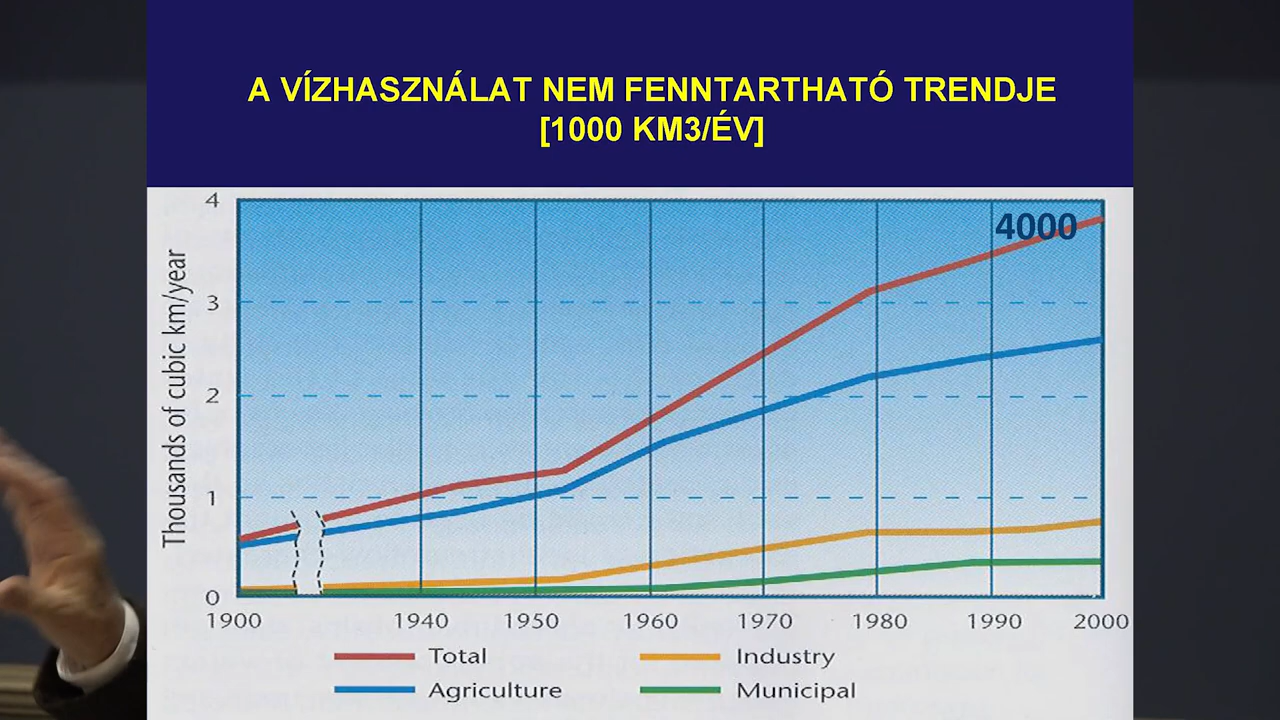 A VÍZHASZNÁLAT NEM FENNTARTHATÓ TRENDJE
[1000 KM3/ÉV]
Thousands of cubic km/year
4
3
2
1
0
4000
1900 1940 1950 1960 1970 1980 1990 2000
Total
Industry
Agriculture
Municipal